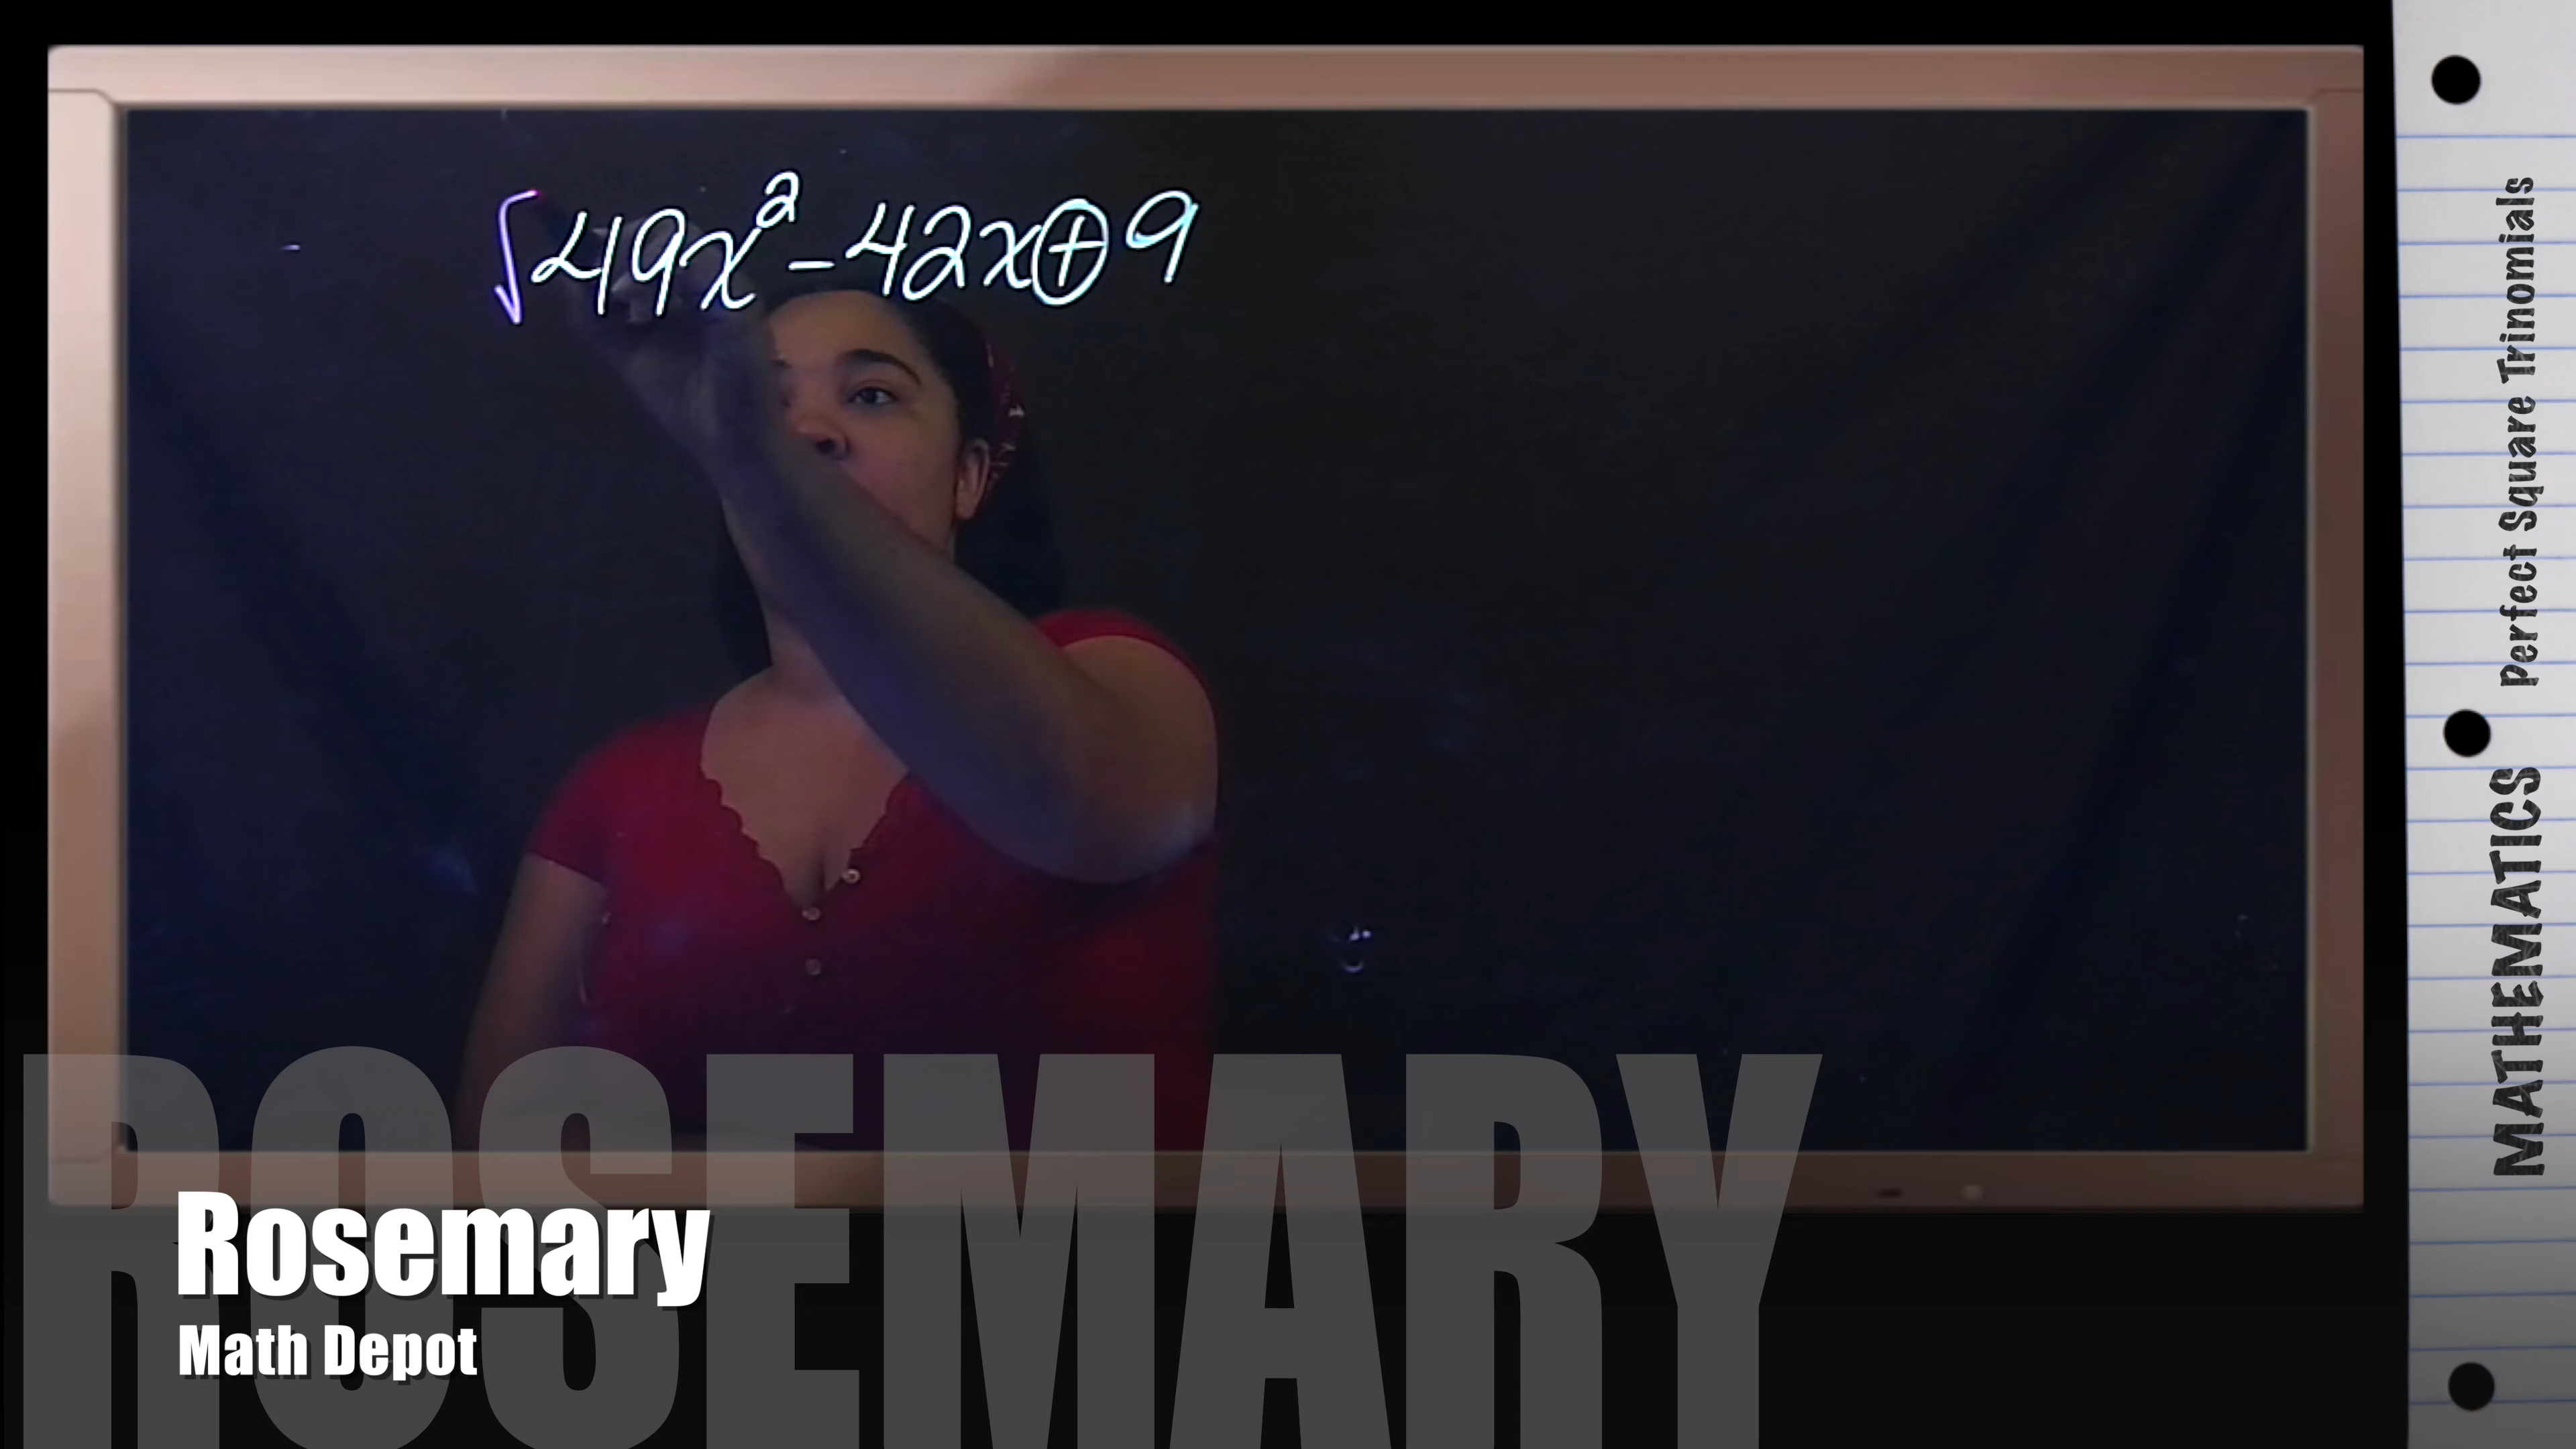 √49x²-42x+9
ROSEMARY
Rosemary
Math Depot
MATHEMATICS Perfect Square Trinomials